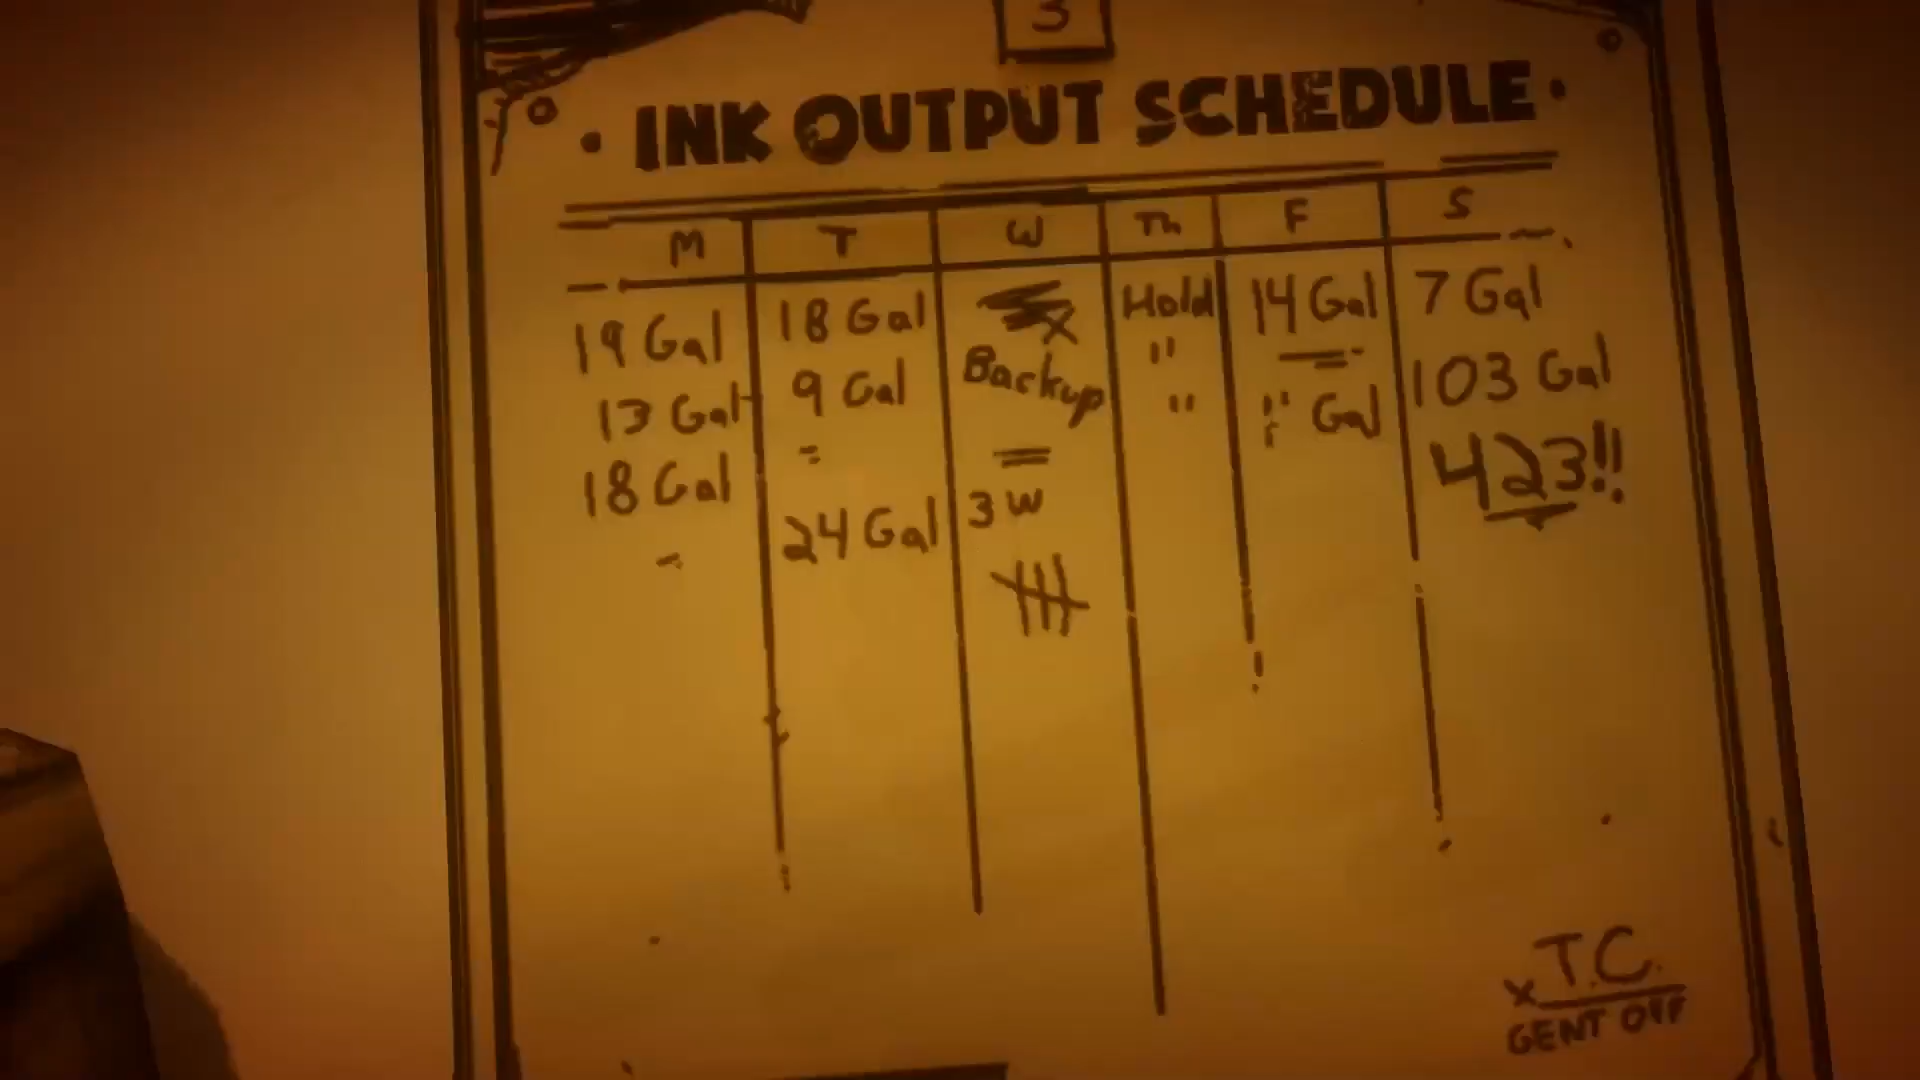 3
· INK OUTPUT SCHEDULE ·
M T W Th F S
19 Gal 18 Gal Hold 14 Gal 7 Gal
13 Gal 9 Gal Backup " 103 Gal
18 Gal " " Gal 423!!
24 Gal 3 W
x T.C.
GENT OFF